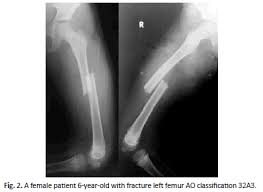 R
Fig. 2. A female patient 6-year-old with fracture left femur AO classification 32A3.